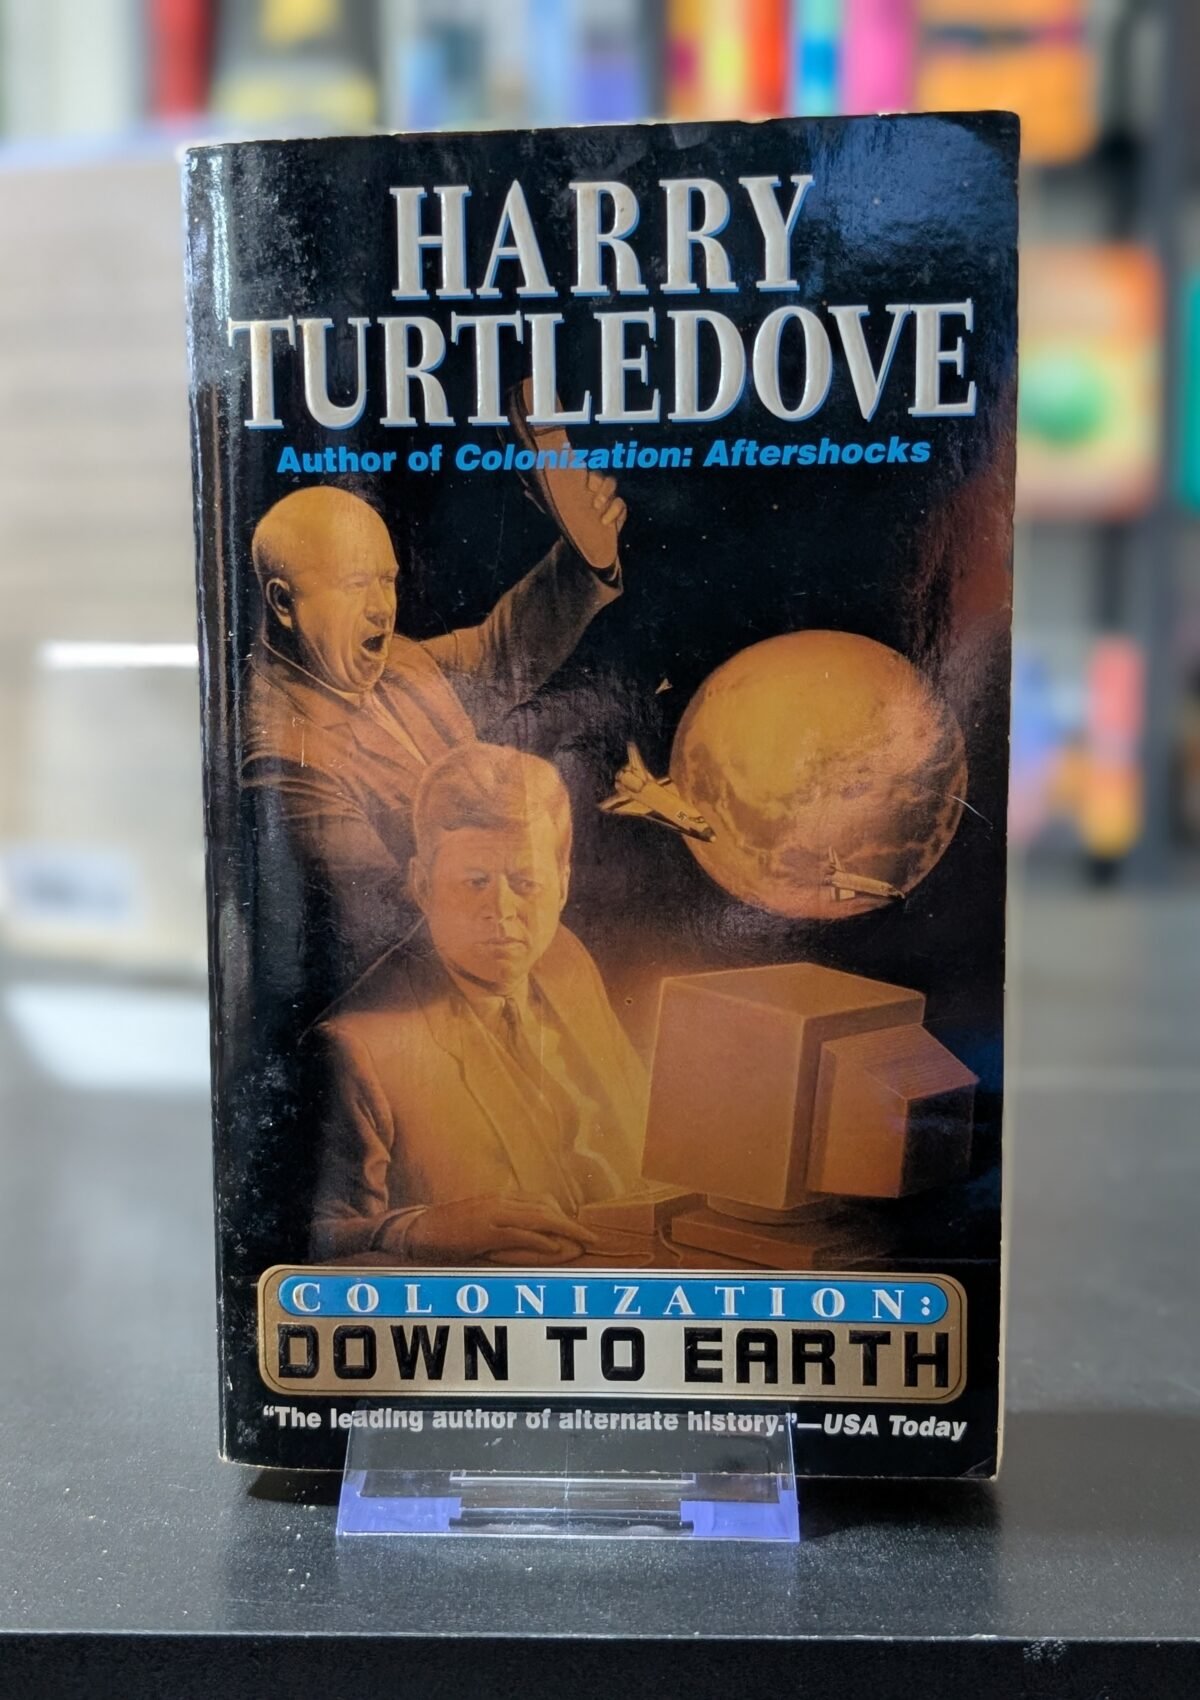 HARRY
TURTLEDOVE
Author of Colonization: Aftershocks
COLONIZATION:
DOWN TO EARTH
"The leading author of alternate history."—USA Today